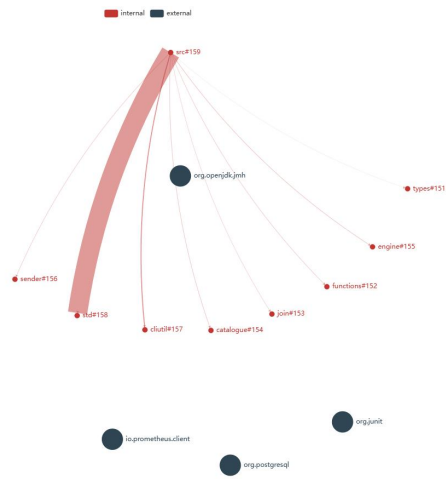 internal external
src#159
org.openjdk.jmh
types#151
engine#155
sender#156
functions#152
join#153
std#158
cliutil#157
catalogue#154
org.junit
io.prometheus.client
org.postgresql